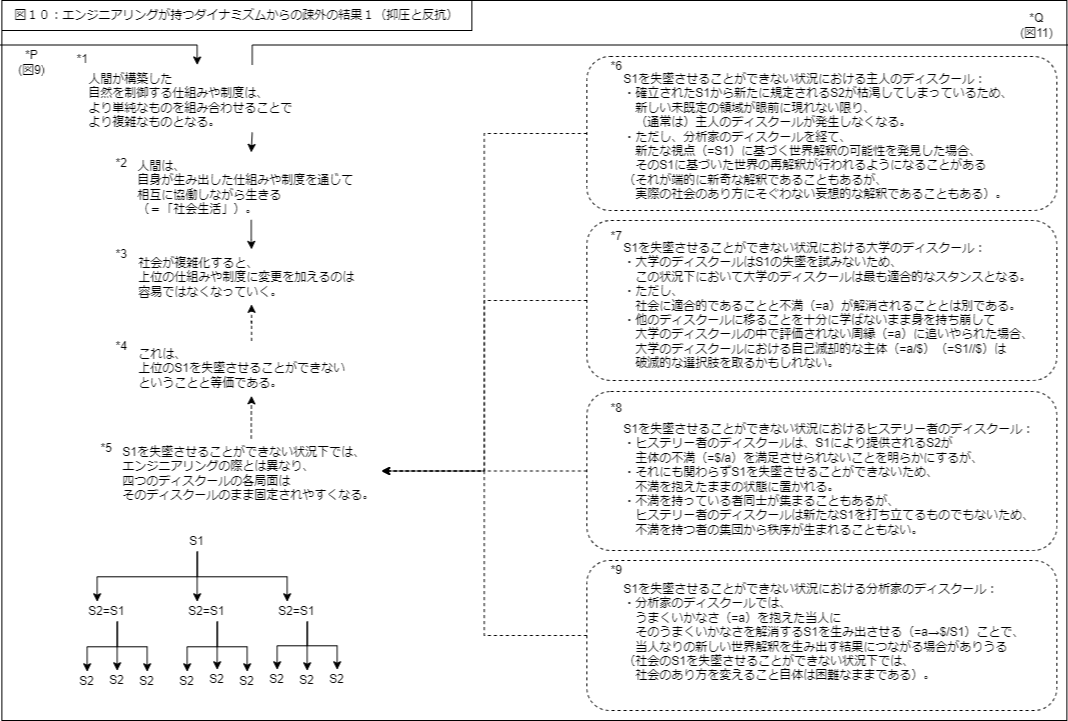 図１０：エンジニアリングが持つダイナミズムからの疎外の結果１（抑圧と反抗）
*P
(図9)
*Q
(図11)
*1
人間が構築した
自然を制御する仕組みや制度は、
より単純なものを組み合わせることで
より複雑なものとなる。
*2
人間は、
自身が生み出した仕組みや制度を通じて
相互に協働しながら生きる
（＝「社会生活」）。
*3
社会が複雑化すると、
上位の仕組みや制度に変更を加えるのは
容易ではなくなっていく。
*4
これは、
上位のS1を失墜させることができない
ということと等価である。
*5
S1を失墜させることができない状況下では、
エンジニアリングの際とは異なり、
四つのディスクールの各局面は
そのディスクールのまま固定されやすくなる。
S1
S2=S1
S2=S1
S2=S1
S2
S2
S2
S2
S2
S2
S2
S2
S2
*6
S1を失墜させることができない状況における主人のディスクール：
・確立されたS1から新たに規定されるS2が枯渇してしまっているため、
新しい未既定の領域が眼前に現れない限り、
（通常は）主人のディスクールが発生しなくなる。
・ただし、分析家のディスクールを経て、
新たな視点（=S1）に基づく世界解釈の可能性を発見した場合、
そのS1に基づいた世界の再解釈が行われるようになることがある
（それが端的に新奇な解釈であることもあるが、
実際の社会のあり方にそぐわない妄想的な解釈であることもある）。
*7
S1を失墜させることができない状況における大学のディスクール：
・大学のディスクールはS1の失墜を試みないため、
この状況下において大学のディスクールは最も適合的なスタンスとなる。
・ただし、
社会に適合的であることと不満（=a）が解消されることとは別である。
・他のディスクールに移ることを十分に学ばないまま身を持ち崩して
大学のディスクールの中で評価されない周縁（=a）に追いやられた場合、
大学のディスクールにおける自己滅却的な主体（=a/$）（=S1//$）は
破滅的な選択肢を取るかもしれない。
*8
S1を失墜させることができない状況におけるヒステリー者のディスクール：
・ヒステリー者のディスクールは、S1により提供されるS2が
主体の不満（=$/a）を満足させられないことを明らかにするが、
・それにも関わらずS1を失墜させることができないため、
不満を抱えたままの状態に置かれる。
・不満を持っている者同士が集まることもあるが、
ヒステリー者のディスクールは新たなS1を打ち立てるものでもないため、
不満を持つ者の集団から秩序が生まれることもない。
*9
S1を失墜させることができない状況における分析家のディスクール：
・分析家のディスクールでは、
うまくいかなさ（=a）を抱えた当人に
そのうまくいかなさを解消するS1を生み出させる（=a→$/S1）ことで、
当人なりの新しい世界解釈を生み出す結果につながる場合がありうる
（社会のS1を失墜させることができない状況下では、
社会のあり方を変えること自体は困難なままである）。